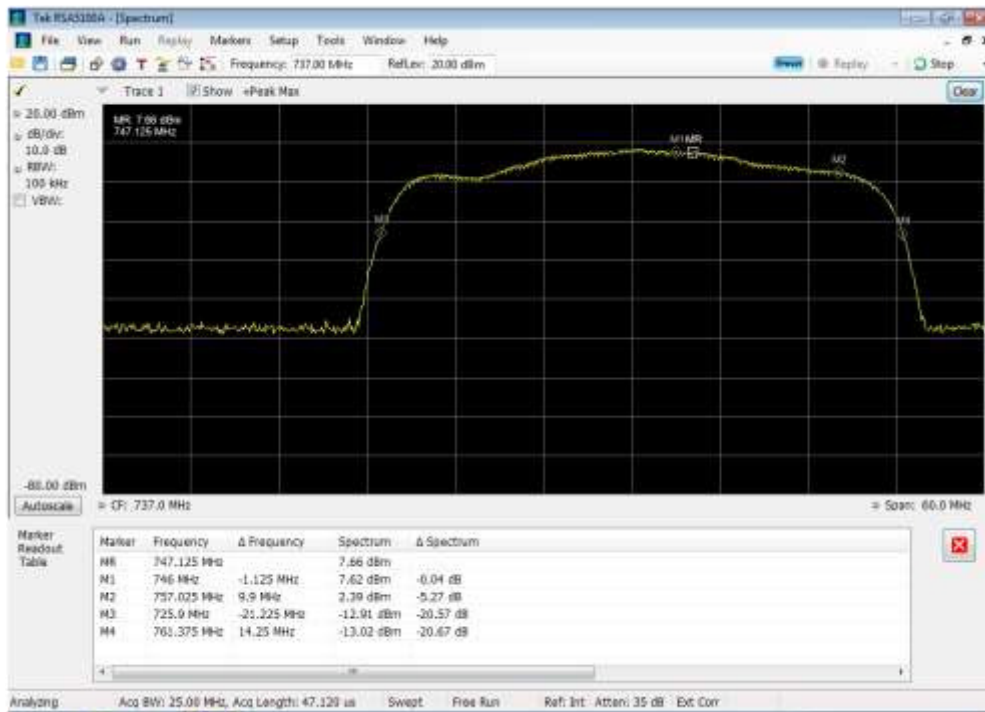 Tek RSA5100A - [Spectrum]
File View Run Replay Markers Setup Tools Window Help
Frequency: 737.00 MHz RefLev: 20.00 dBm Preset Replay Stop
Trace 1 Show +Peak Max Clear
20.00 dBm
dB/div:
10.0 dB
RBW:
100 kHz
VBW:
MR: 7.66 dBm
747.125 MHz
M1 MR
M2
M3
M4
-80.00 dBm
Autoscale CF: 737.0 MHz Span: 60.0 MHz
Marker
Readout
Table
Marker Frequency Δ Frequency Spectrum Δ Spectrum
MR 747.125 MHz 7.66 dBm
M1 746 MHz -1.125 MHz 7.62 dBm -0.04 dB
M2 757.025 MHz 9.9 MHz 2.39 dBm -5.27 dB
M3 725.9 MHz -21.225 MHz -12.91 dBm -20.57 dB
M4 761.375 MHz 14.25 MHz -13.02 dBm -20.67 dB
Analyzing Acq BW: 25.00 MHz, Acq Length: 47.120 us Swept Free Run Ref: Int Atten: 35 dB Ext Corr